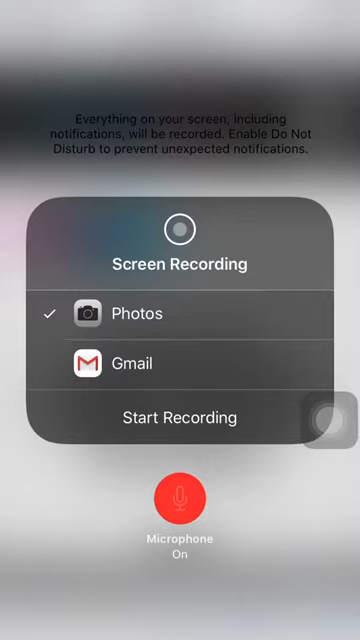 Everything on your screen, including
notifications, will be recorded. Enable Do Not
Disturb to prevent unexpected notifications.
Screen Recording
Photos
Gmail
Start Recording
Microphone
On